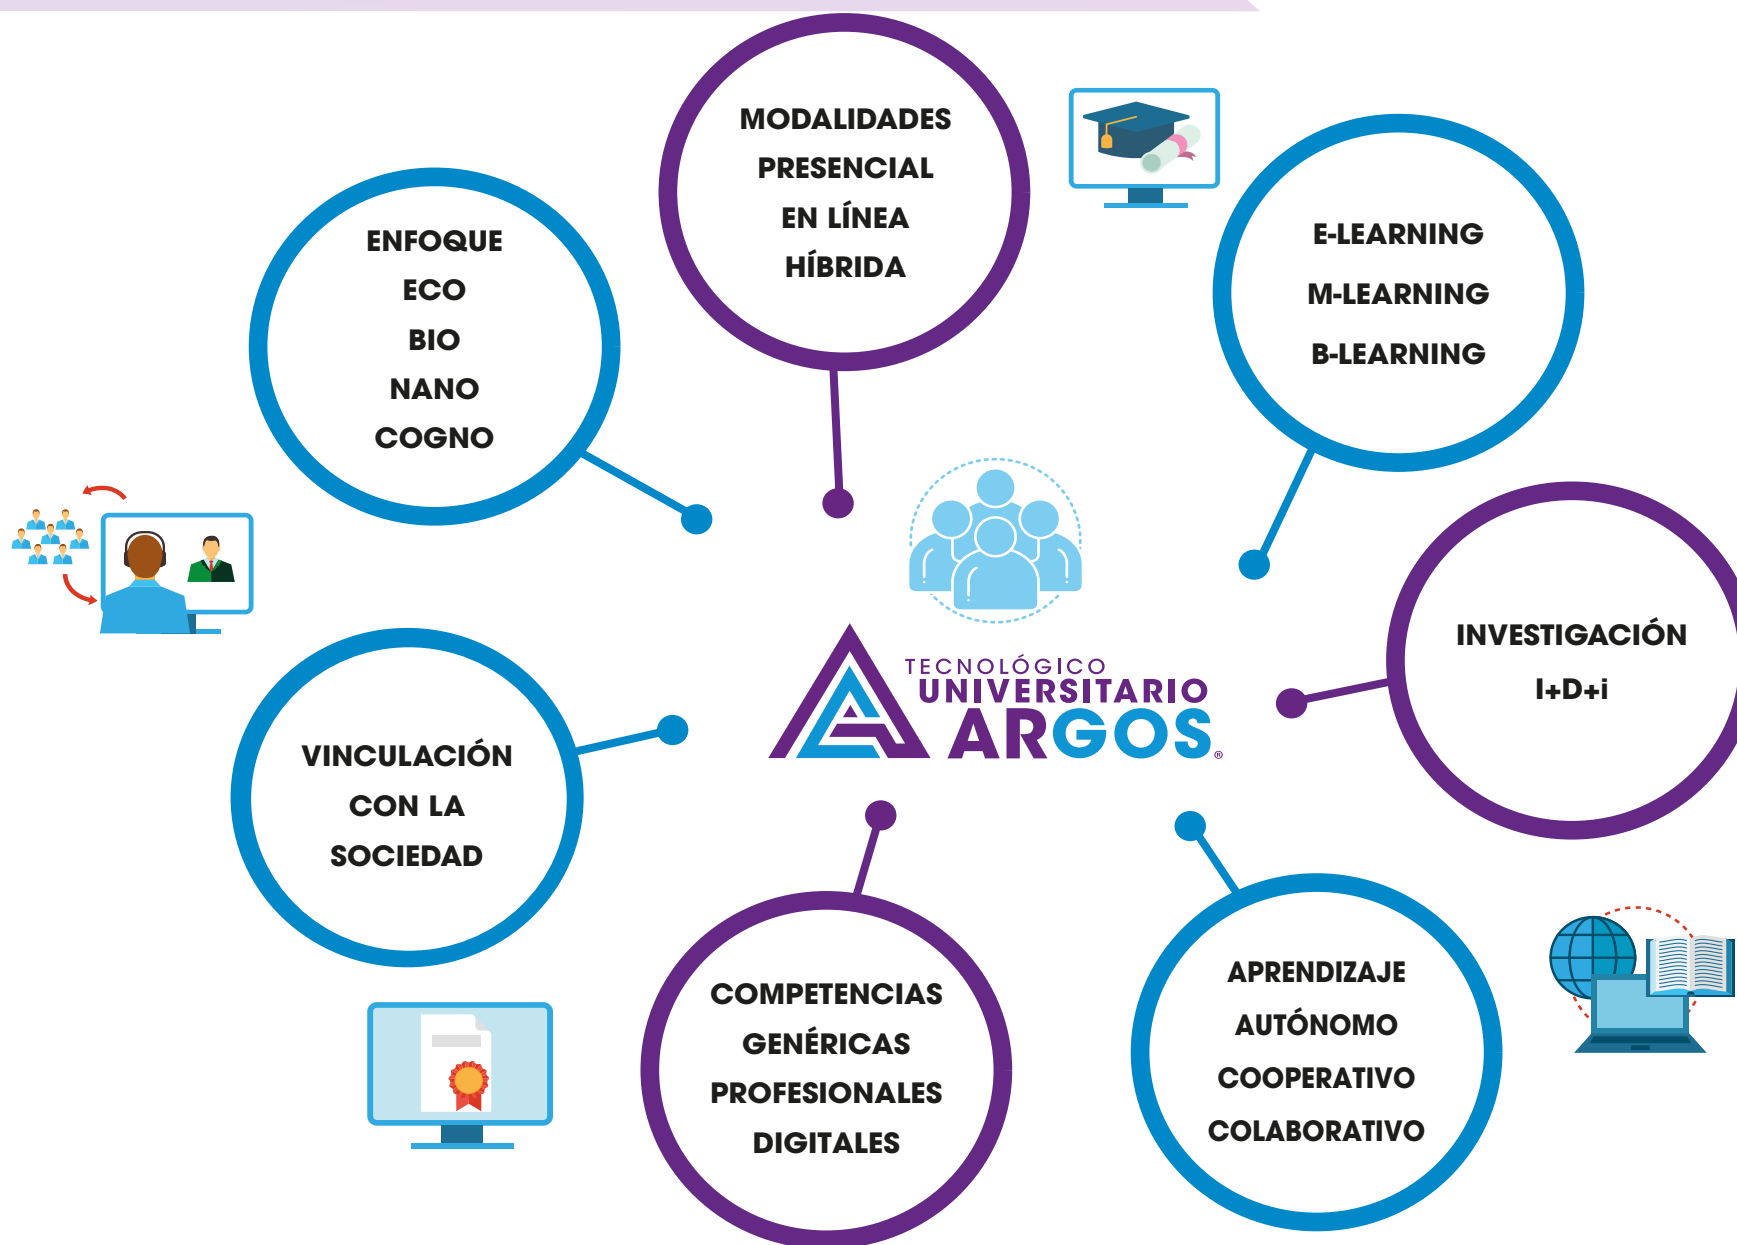 MODALIDADES
PRESENCIAL
EN LÍNEA
HÍBRIDA
ENFOQUE
ECO
BIO
NANO
COGNO
E-LEARNING
M-LEARNING
B-LEARNING
INVESTIGACIÓN
I+D+i
TECNOLÓGICO
UNIVERSITARIO
ARGOS®
VINCULACIÓN
CON LA
SOCIEDAD
COMPETENCIAS
GENÉRICAS
PROFESIONALES
DIGITALES
APRENDIZAJE
AUTÓNOMO
COOPERATIVO
COLABORATIVO